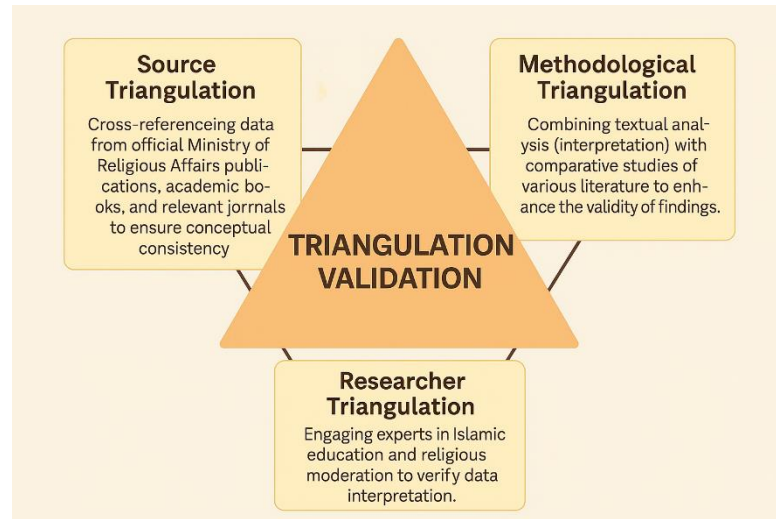 Source
Triangulation
Cross-referenceing data
from official Ministry of
Religious Affairs publi-
cations, academic bo-
oks, and relevant jorrnals
to ensure conceptual
consistency
Methodological
Triangulation
Combining textual anal-
ysis (interpretation) with
comparative studies of
various literature to enh-
ance the validity of findings.
TRIANGULATION
VALIDATION
Researcher
Triangulation
Engaging experts in Islamic
education and religious
moderation to verify data
interpretation.